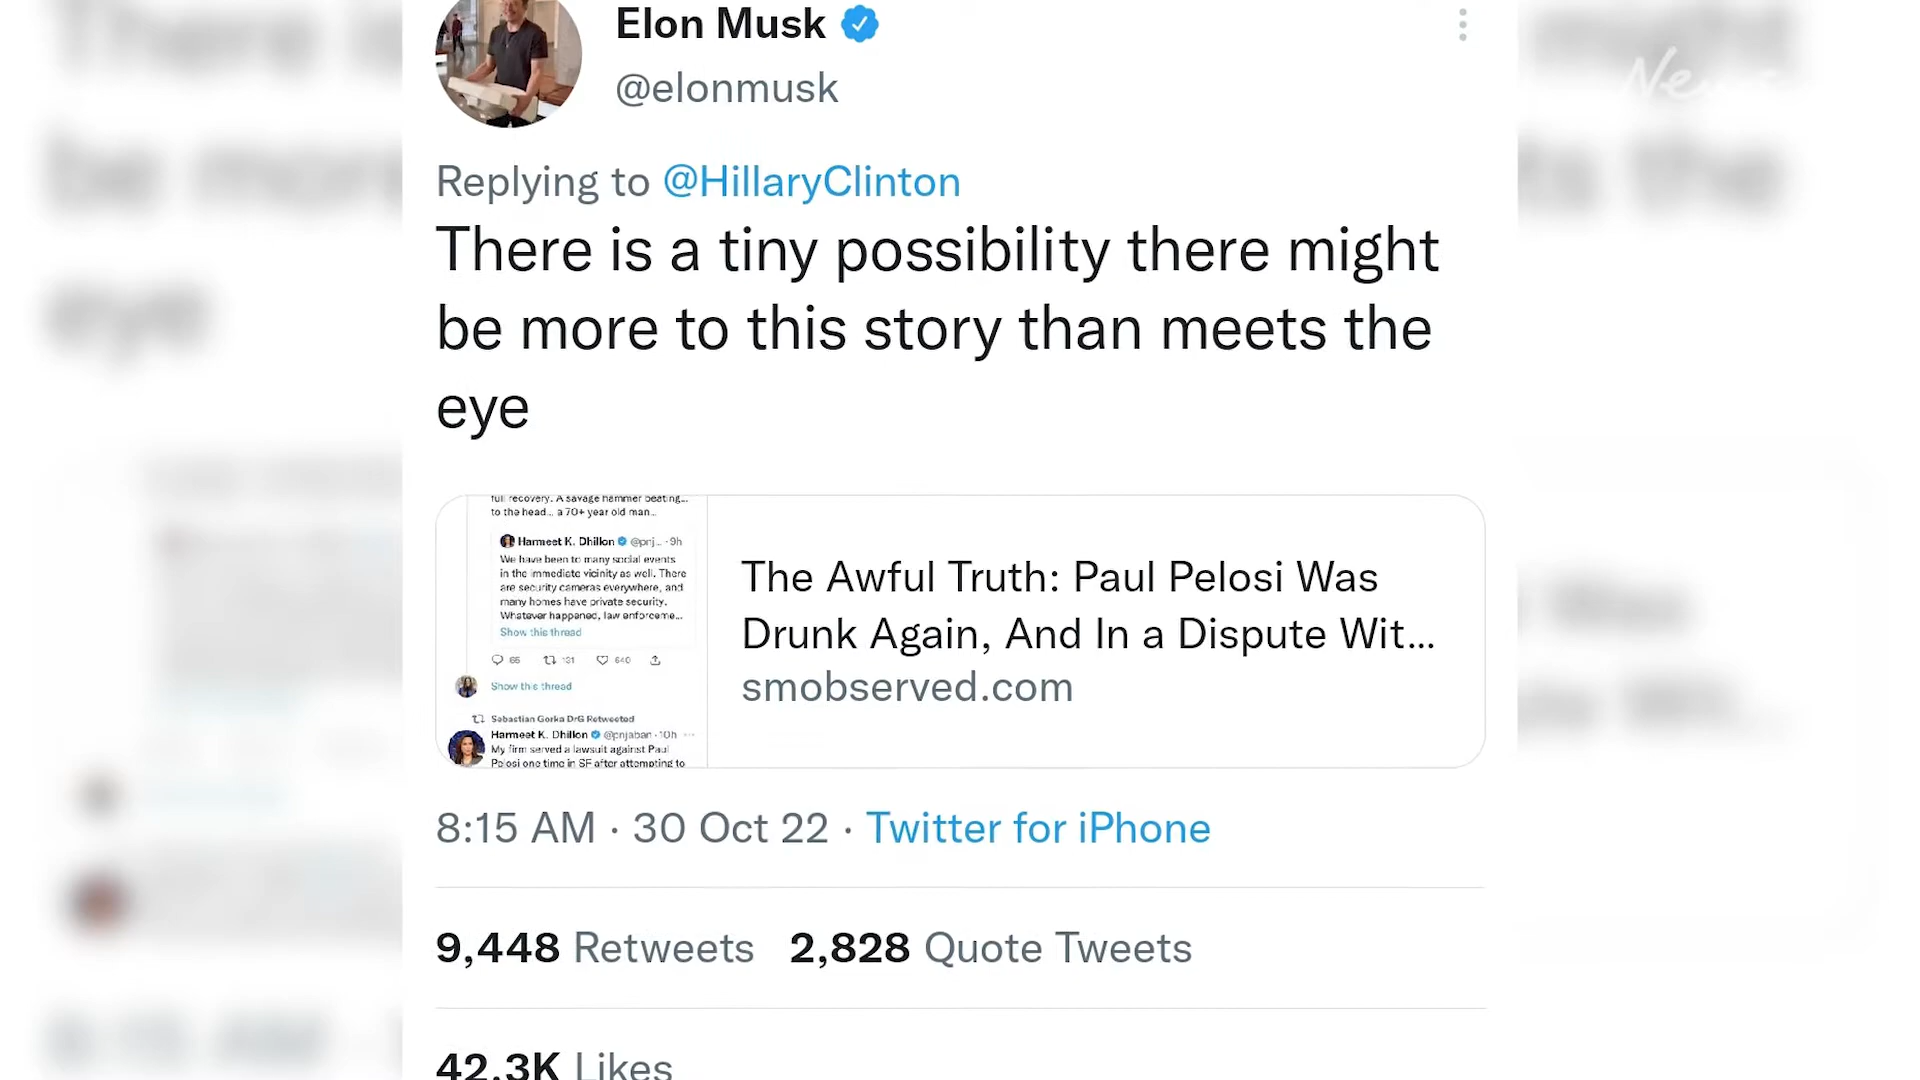 Elon Musk
@elonmusk
News
Replying to @HillaryClinton
There is a tiny possibility there might
be more to this story than meets the
eye
full recovery. A savage hammer beating...
to the head... a 70+ year old man...
Harmeet K. Dhillon @pnj... · 9h
We have been to many social events
in the immediate vicinity as well. There
are security cameras everywhere, and
many homes have private security.
Whatever happened, law enforceme...
Show this thread
66 131 640
Show this thread
Sebastian Gorka DrG Retweeted
Harmeet K. Dhillon @pnjaban · 10h
My firm served a lawsuit against Paul
Pelosi one time in SF after attempting to
The Awful Truth: Paul Pelosi Was
Drunk Again, And In a Dispute Wit...
smobserved.com
8:15 AM · 30 Oct 22 · Twitter for iPhone
9,448 Retweets 2,828 Quote Tweets
42.3K Likes